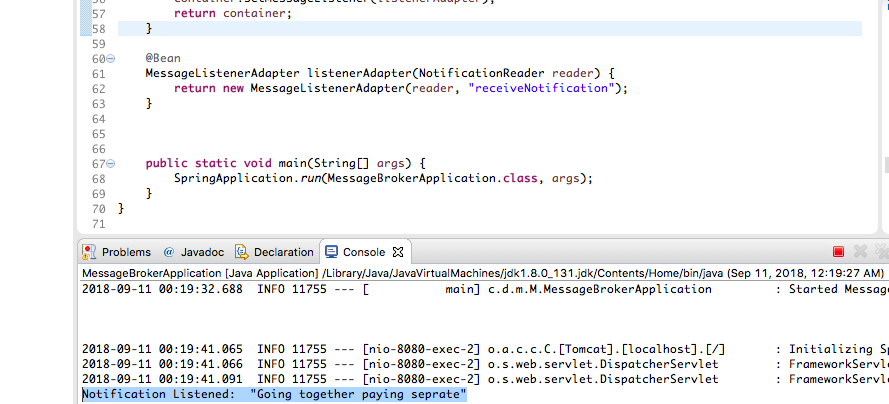 57 return container;
58 }
59
60 @Bean
61 MessageListenerAdapter listenerAdapter(NotificationReader reader) {
62 return new MessageListenerAdapter(reader, "receiveNotification");
63 }
64
65
66
67 public static void main(String[] args) {
68 SpringApplication.run(MessageBrokerApplication.class, args);
69 }
70 }
71
Problems @ Javadoc Declaration Console
MessageBrokerApplication [Java Application] /Library/Java/JavaVirtualMachines/jdk1.8.0_131.jdk/Contents/Home/bin/java (Sep 11, 2018, 12:19:27 AM)
2018-09-11 00:19:32.688 INFO 11755 --- [ main] c.d.m.M.MessageBrokerApplication : Started Messag
2018-09-11 00:19:41.065 INFO 11755 --- [nio-8080-exec-2] o.a.c.c.C.[Tomcat].[localhost].[/] : Initializing Sp
2018-09-11 00:19:41.066 INFO 11755 --- [nio-8080-exec-2] o.s.web.servlet.DispatcherServlet : FrameworkServl
2018-09-11 00:19:41.091 INFO 11755 --- [nio-8080-exec-2] o.s.web.servlet.DispatcherServlet : FrameworkServl
Notification Listened: "Going together paying seprate"